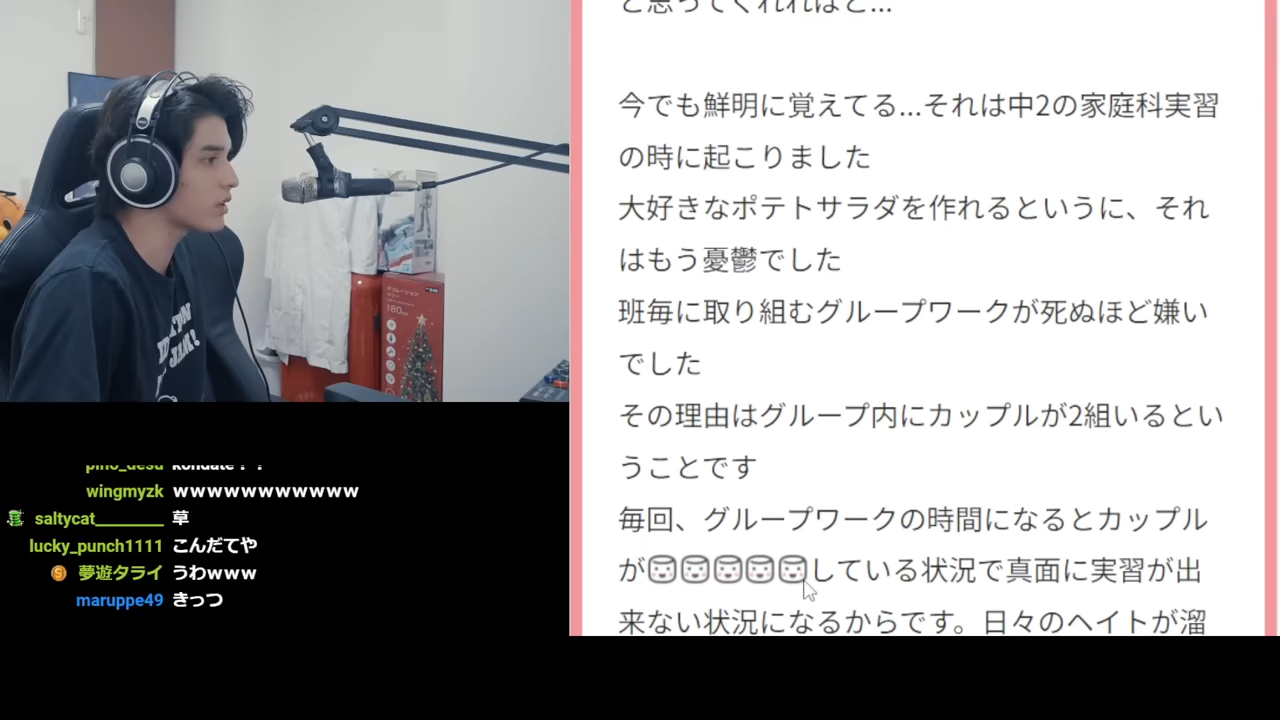 今でも鮮明に覚えてる...それは中2の家庭科実習
の時に起こりました
大好きなポテトサラダを作れるというに、それ
はもう憂鬱でした
班毎に取り組むグループワークが死ぬほど嫌い
でした
その理由はグループ内にカップルが2組いるとい
うことです
毎回、グループワークの時間になるとカップル
が している状況で真面に実習が出
来ない状況になるからです。日々のヘイトが溜
wingmyzk wwwwwwwwwww
saltycat________ 草
lucky_punch1111 こんだてや
夢遊タライ うわwww
maruppe49 きっつ
180